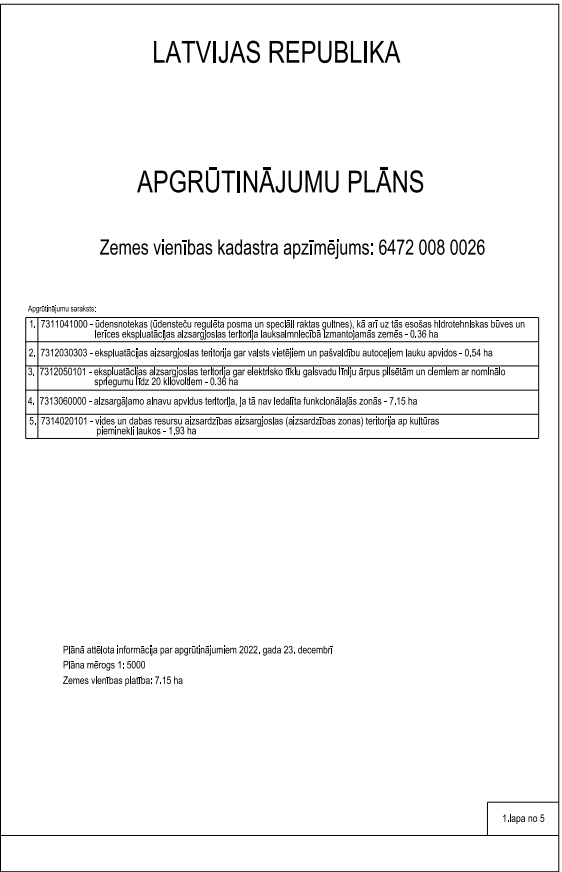 LATVIJAS REPUBLIKA
APGRŪTINĀJUMU PLĀNS
Zemes vienības kadastra apzīmējums: 6472 008 0026
Apgrūtinājumu saraksts:
1. 7311041000 - ūdensnotekas (ūdensteču regulēta posma un speciāli raktas gultnes), kā arī uz tās esošas hidrotehniskas būves un
ierīces ekspluatācijas aizsargjoslas teritorija lauksaimniecībā izmantojamās zemēs - 0.36 ha
2. 7312030303 - ekspluatācijas aizsargjoslas teritorija gar valsts vietējiem un pašvaldību autoceļiem lauku apvidos - 0,54 ha
3. 7312050101 - ekspluatācijas aizsargjoslas teritorija gar elektrisko tīklu gaisvadu līniju ārpus pilsētām un ciemiem ar nominālo
spriegumu līdz 20 kilovoltiem - 0.36 ha
4. 7313060000 - aizsargājamo ainavu apvidus teritorija, ja tā nav iedalīta funkcionālajās zonās - 7.15 ha
5. 7314020101 - vides un dabas resursu aizsardzības aizsargjoslas (aizsardzības zonas) teritorija ap kultūras
pieminekli laukos - 1,93 ha
Plānā attēlota informācija par apgrūtinājumiem 2022. gada 23. decembrī
Plāna mērogs 1: 5000
Zemes vienības platība: 7.15 ha
1.lapa no 5